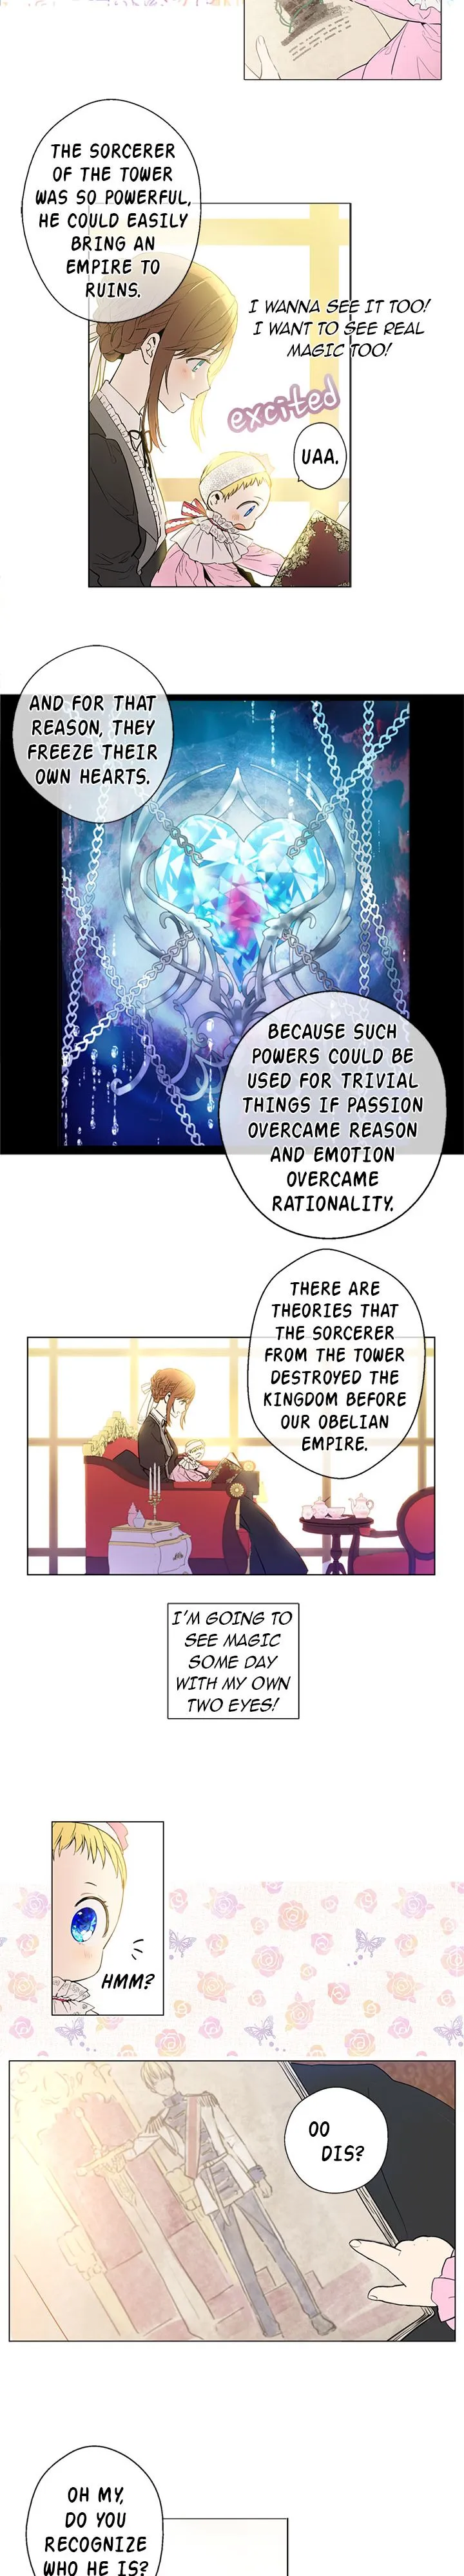 THE SORCERER
OF THE TOWER
WAS SO POWERFUL,
HE COULD EASILY
BRING AN
EMPIRE TO
RUINS.
I WANNA SEE IT TOO!
I WANT TO SEE REAL
MAGIC TOO!
excited
UAA.
AND FOR THAT
REASON, THEY
FREEZE THEIR
OWN HEARTS.
BECAUSE SUCH
POWERS COULD BE
USED FOR TRIVIAL
THINGS IF PASSION
OVERCAME REASON
AND EMOTION
OVERCAME
RATIONALITY.
THERE ARE
THEORIES THAT
THE SORCERER
FROM THE TOWER
DESTROYED THE
KINGDOM BEFORE
OUR OBELIAN
EMPIRE.
I'M GOING TO
SEE MAGIC
SOME DAY
WITH MY OWN
TWO EYES!
HMM?
OO
DIS?
OH MY,
DO YOU
RECOGNIZE
WHO HE IS?